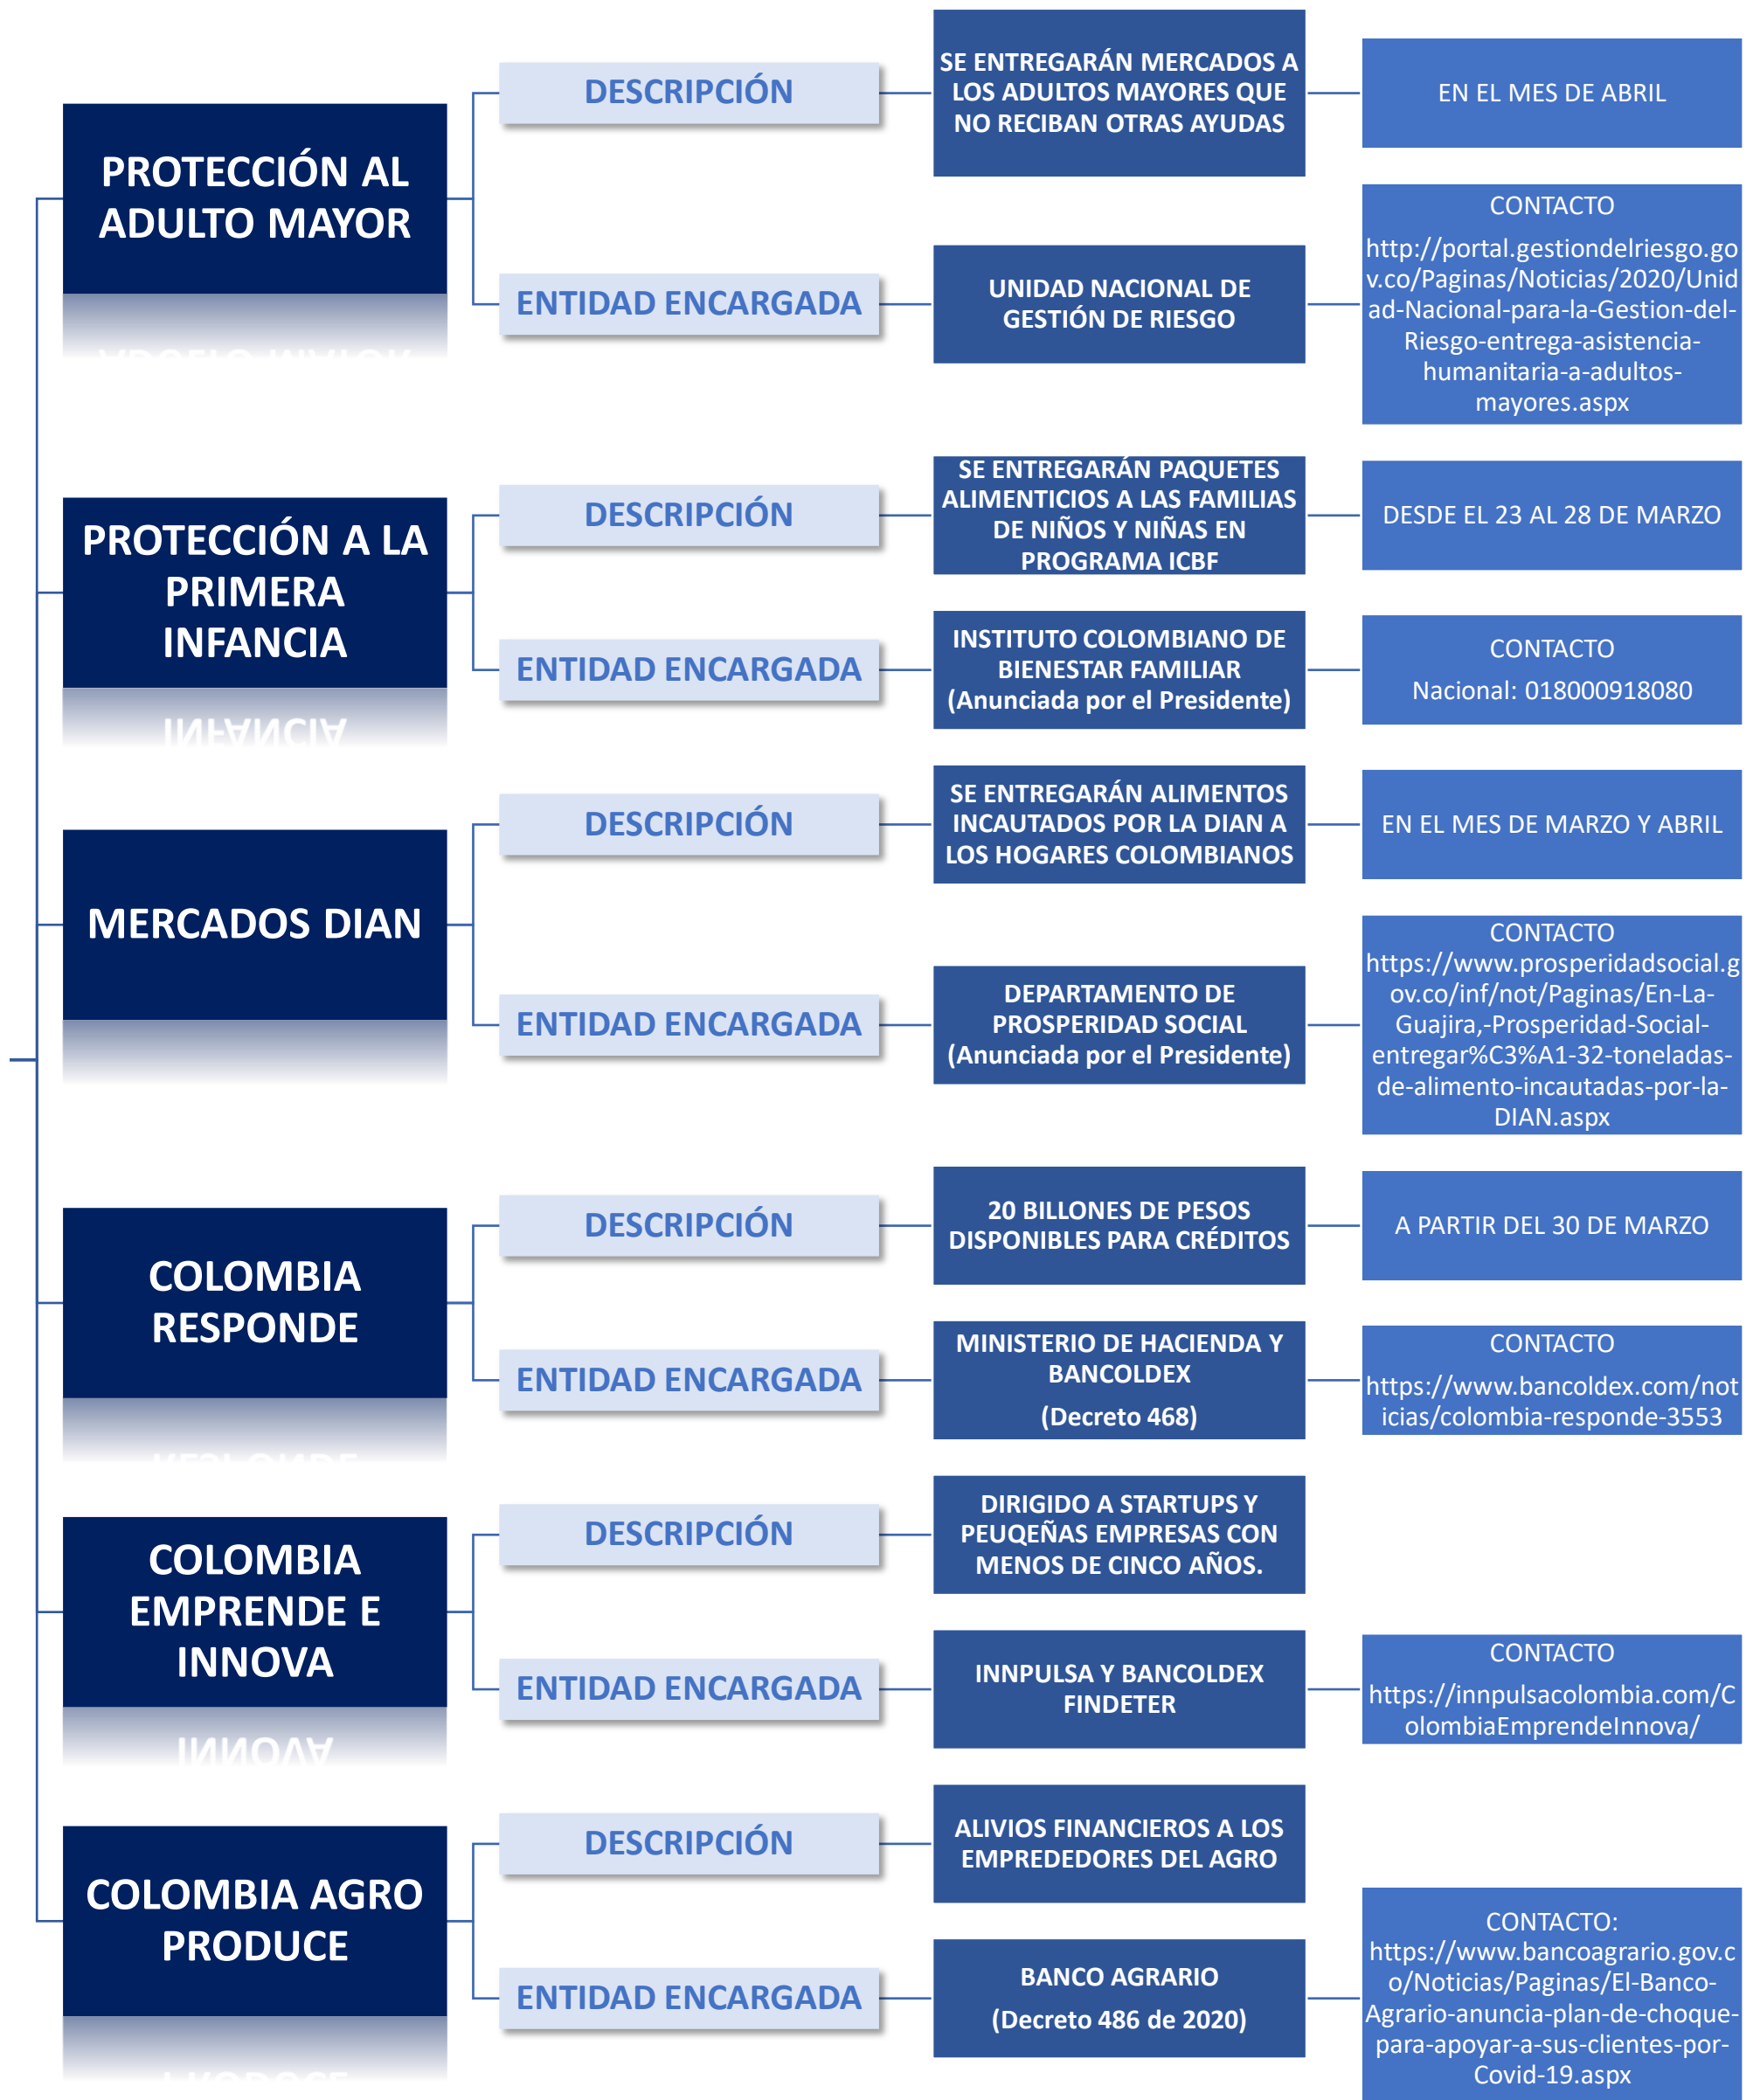 PROTECCIÓN AL
ADULTO MAYOR
DESCRIPCIÓN
SE ENTREGARÁN MERCADOS A
LOS ADULTOS MAYORES QUE
NO RECIBAN OTRAS AYUDAS
EN EL MES DE ABRIL
ENTIDAD ENCARGADA
UNIDAD NACIONAL DE
GESTIÓN DE RIESGO
CONTACTO
http://portal.gestiondelriesgo.go
v.co/Paginas/Noticias/2020/Unid
ad-Nacional-para-la-Gestion-del-
Riesgo-entrega-asistencia-
humanitaria-a-adultos-
mayores.aspx
PROTECCIÓN A LA
PRIMERA
INFANCIA
DESCRIPCIÓN
SE ENTREGARÁN PAQUETES
ALIMENTICIOS A LAS FAMILIAS
DE NIÑOS Y NIÑAS EN
PROGRAMA ICBF
DESDE EL 23 AL 28 DE MARZO
ENTIDAD ENCARGADA
INSTITUTO COLOMBIANO DE
BIENESTAR FAMILIAR
(Anunciada por el Presidente)
CONTACTO
Nacional: 018000918080
MERCADOS DIAN
DESCRIPCIÓN
SE ENTREGARÁN ALIMENTOS
INCAUTADOS POR LA DIAN A
LOS HOGARES COLOMBIANOS
EN EL MES DE MARZO Y ABRIL
ENTIDAD ENCARGADA
DEPARTAMENTO DE
PROSPERIDAD SOCIAL
(Anunciada por el Presidente)
CONTACTO
https://www.prosperidadsocial.g
ov.co/inf/not/Paginas/En-La-
Guajira,-Prosperidad-Social-
entregar%C3%A1-32-toneladas-
de-alimento-incautadas-por-la-
DIAN.aspx
COLOMBIA
RESPONDE
DESCRIPCIÓN
20 BILLONES DE PESOS
DISPONIBLES PARA CRÉDITOS
A PARTIR DEL 30 DE MARZO
ENTIDAD ENCARGADA
MINISTERIO DE HACIENDA Y
BANCOLDEX
(Decreto 468)
CONTACTO
https://www.bancoldex.com/not
icias/colombia-responde-3553
COLOMBIA
EMPRENDE E
INNOVA
DESCRIPCIÓN
DIRIGIDO A STARTUPS Y
PEUQEÑAS EMPRESAS CON
MENOS DE CINCO AÑOS.
ENTIDAD ENCARGADA
INNPULSA Y BANCOLDEX
FINDETER
CONTACTO
https://innpulsacolombia.com/C
olombiaEmprendeInnova/
COLOMBIA AGRO
PRODUCE
DESCRIPCIÓN
ALIVIOS FINANCIEROS A LOS
EMPREDEDORES DEL AGRO
ENTIDAD ENCARGADA
BANCO AGRARIO
(Decreto 486 de 2020)
CONTACTO:
https://www.bancoagrario.gov.c
o/Noticias/Paginas/El-Banco-
Agrario-anuncia-plan-de-choque-
para-apoyar-a-sus-clientes-por-
Covid-19.aspx